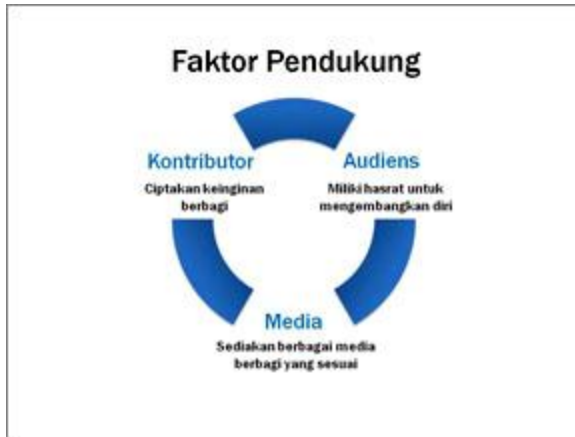 Faktor Pendukung
Kontributor
Ciptakan keinginan
berbagi
Audiens
Miliki hasrat untuk
mengembangkan diri
Media
Sediakan berbagai media
berbagi yang sesuai